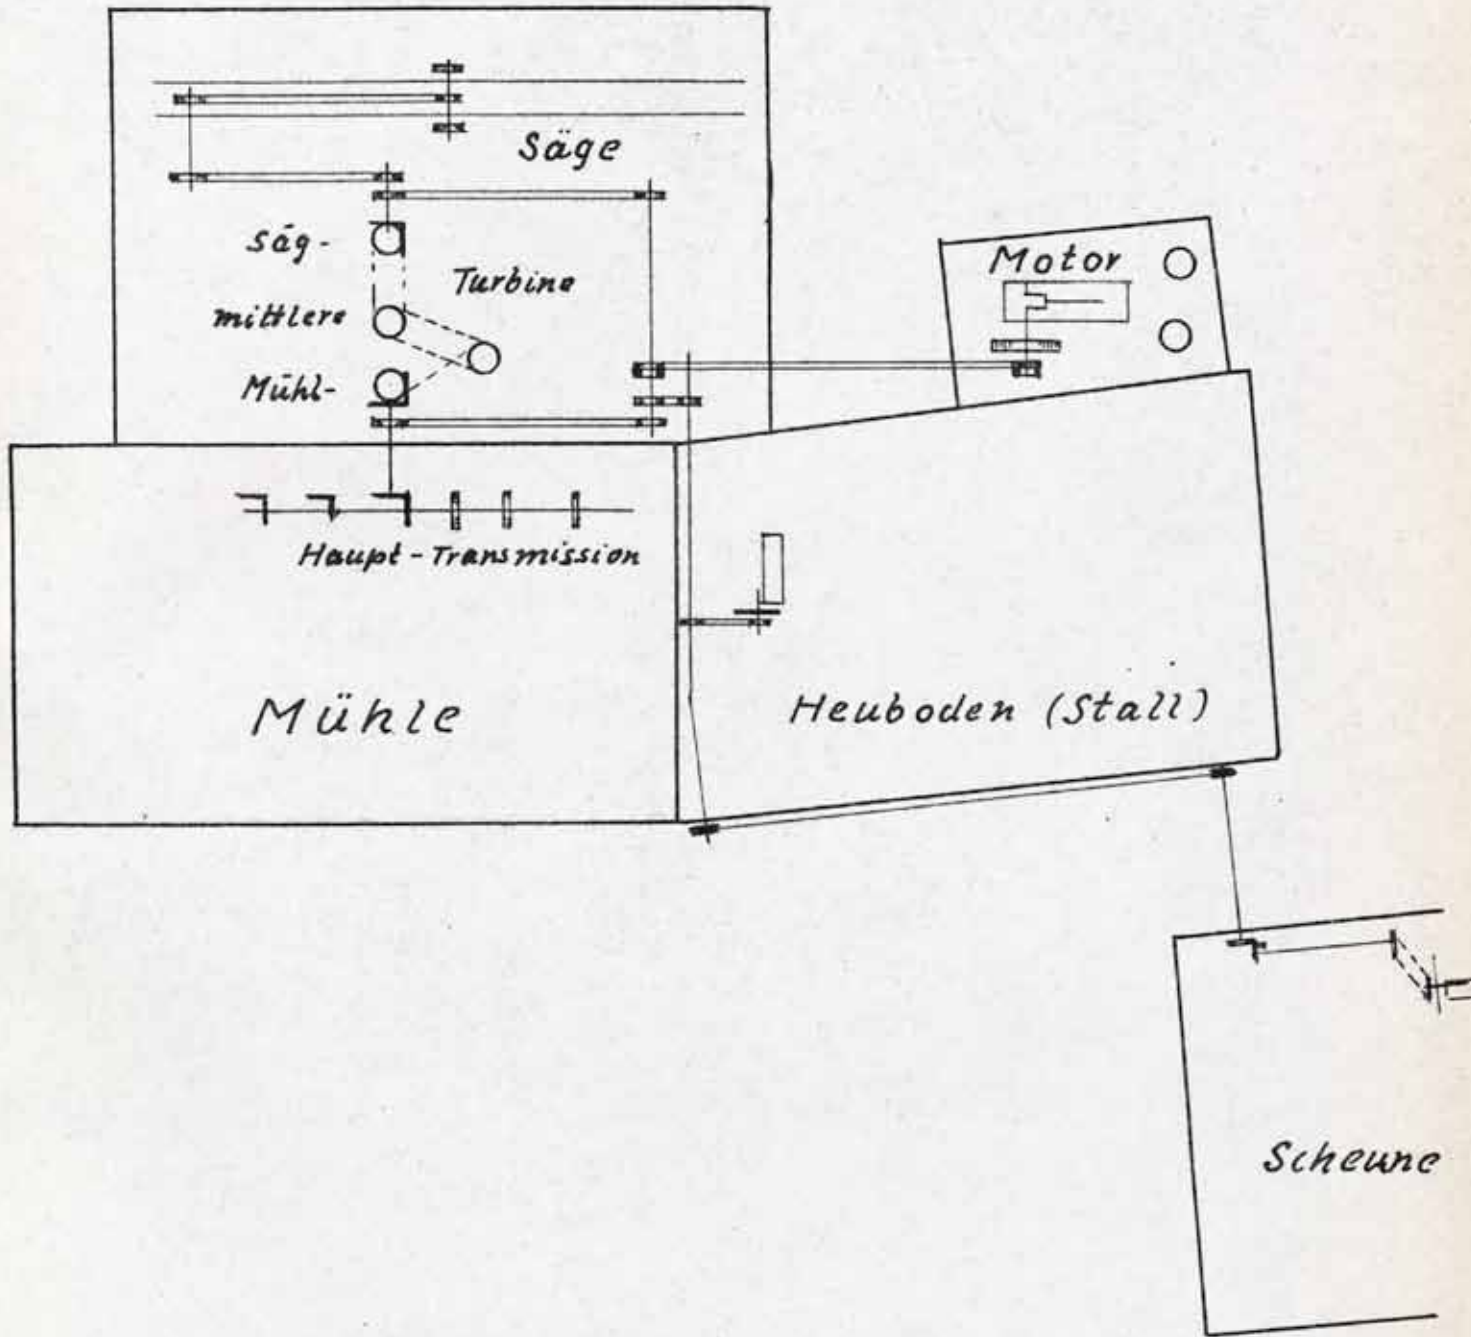 Säge
Säg-
Turbine
mittlere
Mühl-
Motor
Haupt-Transmission
Mühle
Heuboden (Stall)
Scheune